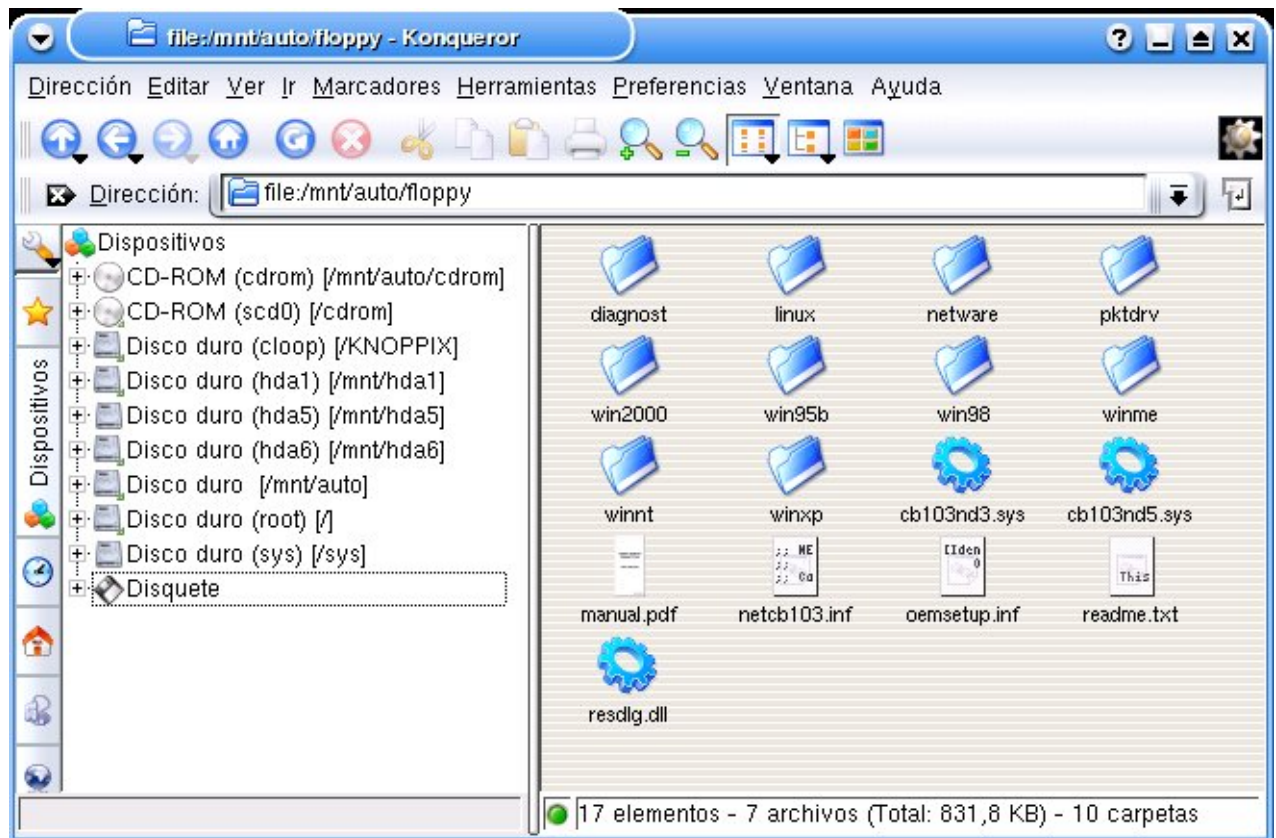 file:/mnt/auto/floppy - Konqueror
Dirección Editar Ver Ir Marcadores Herramientas Preferencias Ventana Ayuda
Dirección: file:/mnt/auto/floppy
Dispositivos
Dispositivos
CD-ROM (cdrom) [/mnt/auto/cdrom]
CD-ROM (scd0) [/cdrom]
Disco duro (cloop) [/KNOPPIX]
Disco duro (hda1) [/mnt/hda1]
Disco duro (hda5) [/mnt/hda5]
Disco duro (hda6) [/mnt/hda6]
Disco duro [/mnt/auto]
Disco duro (root) [/]
Disco duro (sys) [/sys]
Disquete
diagnost linux netware pktdrv
win2000 win95b win98 winme
winnt winxp cb103nd3.sys cb103nd5.sys
;; NE
;;
;; Ca
IIden
0
This
manual.pdf netcb103.inf oemsetup.inf readme.txt
resdlg.dll
17 elementos - 7 archivos (Total: 831,8 KB) - 10 carpetas